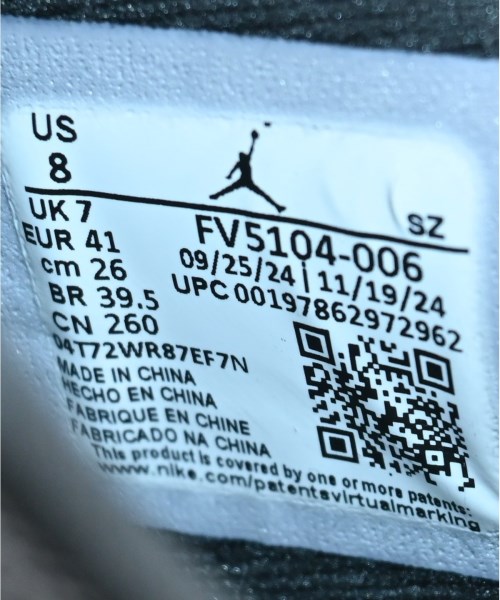 US
8
SZ
UK 7
FV5104-006
EUR 41
09/25/24 | 11/19/24
cm 26
UPC 00197862972962
BR 39.5
CN 260
04T72WR87EF7N
MADE IN CHINA
HECHO EN CHINA
FABRIQUE EN CHINE
FABRICADO NA CHINA
This product is covered by one or more patents:
www.nike.com/patentsvirtualmarking